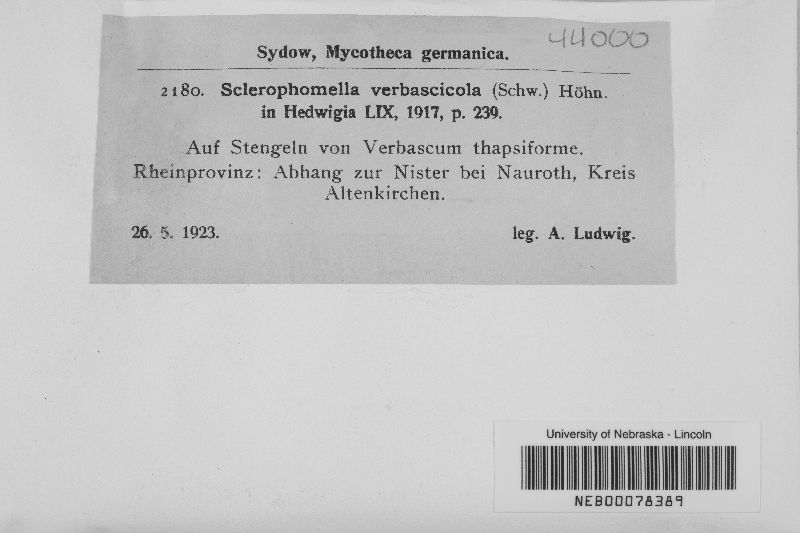 44000
Sydow, Mycotheca germanica.
2180. Sclerophomella verbascicola (Schw.) Höhn.
in Hedwigia LIX, 1917, p. 239.
Auf Stengeln von Verbascum thapsiforme.
Rheinprovinz: Abhang zur Nister bei Nauroth, Kreis
Altenkirchen.
26. 5. 1923. leg. A. Ludwig.
University of Nebraska - Lincoln
NEB00078389